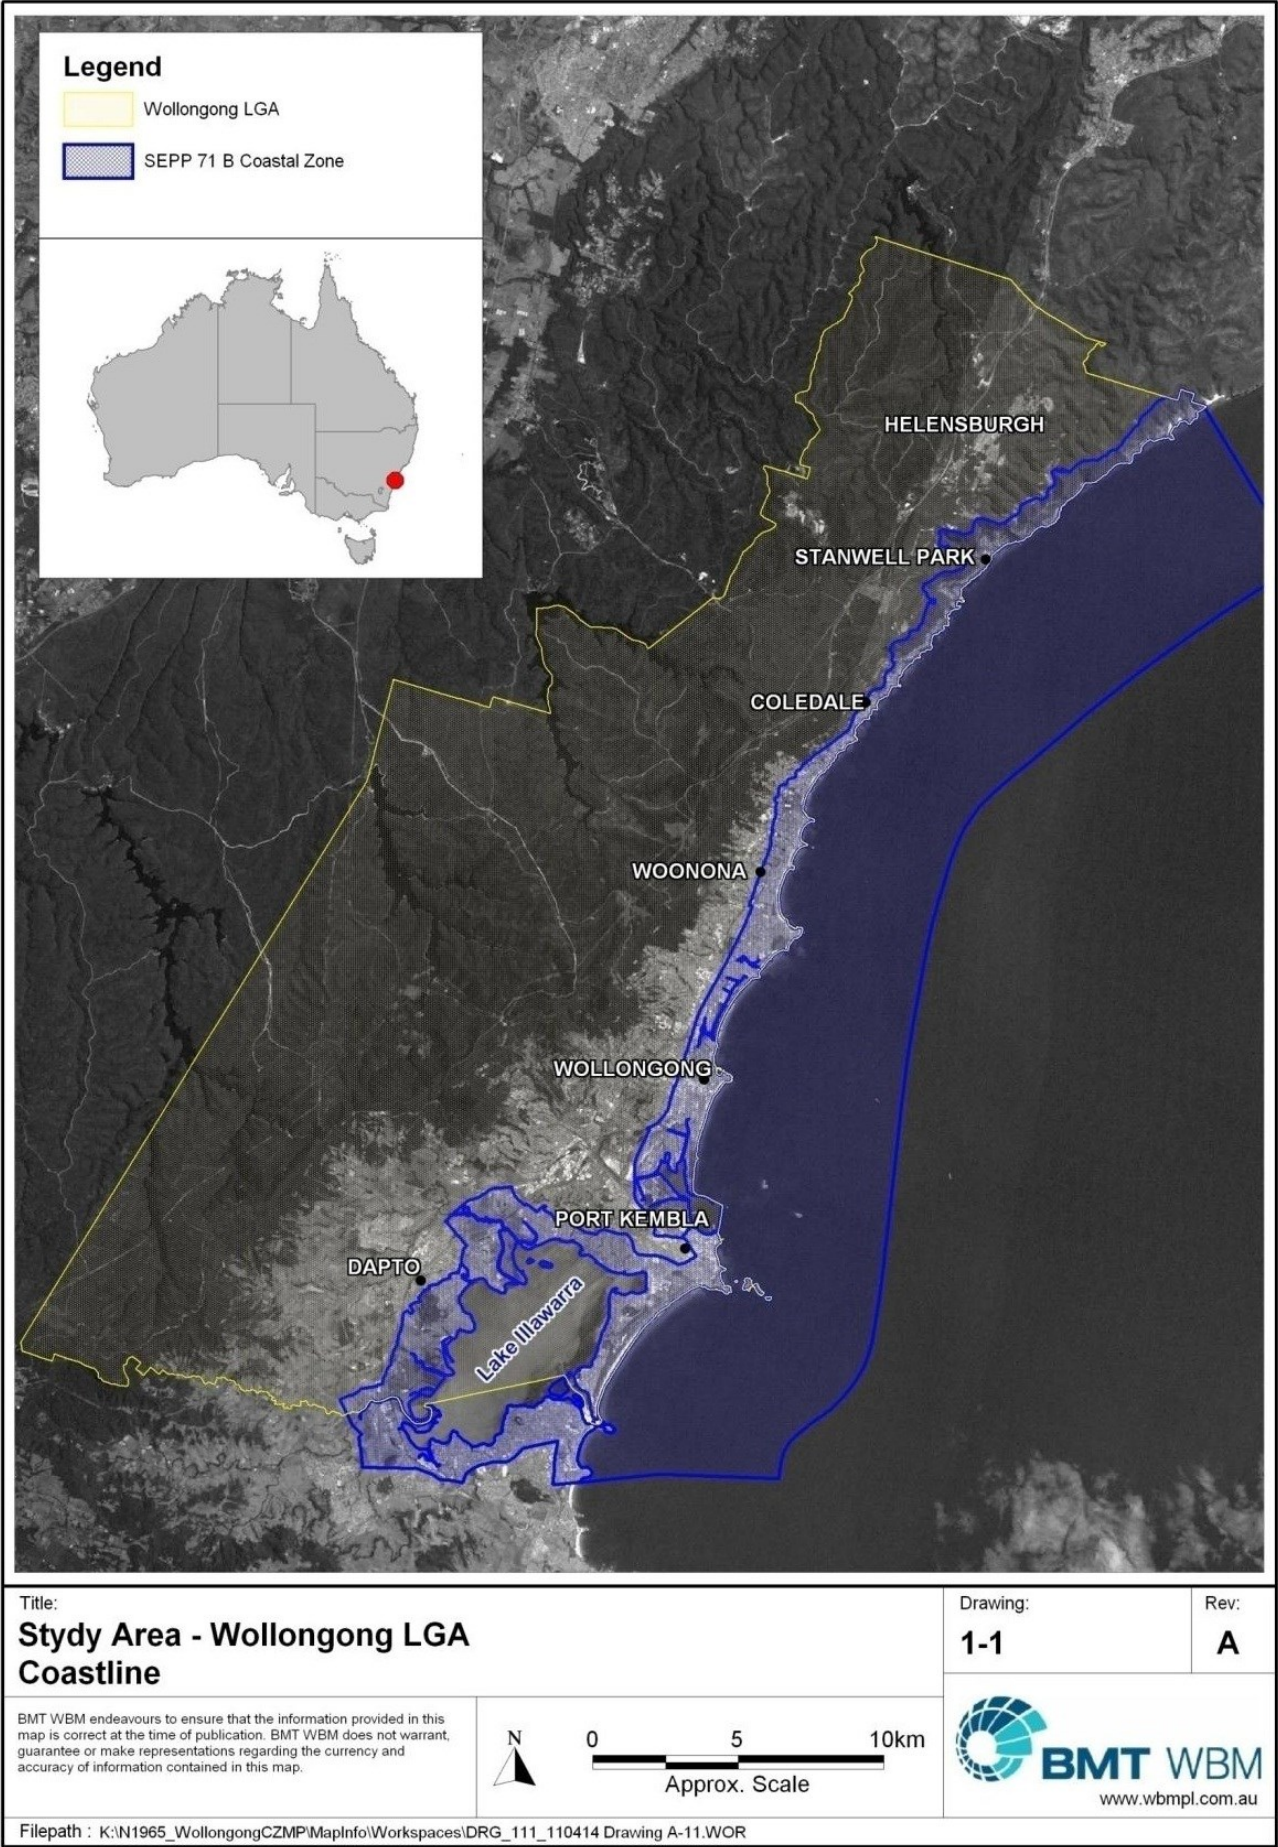 Legend
Wollongong LGA
SEPP 71 B Coastal Zone
HELENSBURGH
STANWELL PARK
COLEDALE
WOONONA
WOLLONGONG
PORT KEMBLA
DAPTO
Lake Illawarra
Title:
Stydy Area - Wollongong LGA
Coastline
Drawing:
1-1
Rev:
A
BMT WBM endeavours to ensure that the information provided in this
map is correct at the time of publication. BMT WBM does not warrant,
guarantee or make representations regarding the currency and
accuracy of information contained in this map.
N
0 5 10km
Approx. Scale
BMT WBM
www.wbmpl.com.au
Filepath : K:\N1965_WollongongCZMP\MapInfo\Workspaces\DRG_111_110414 Drawing A-11.WOR